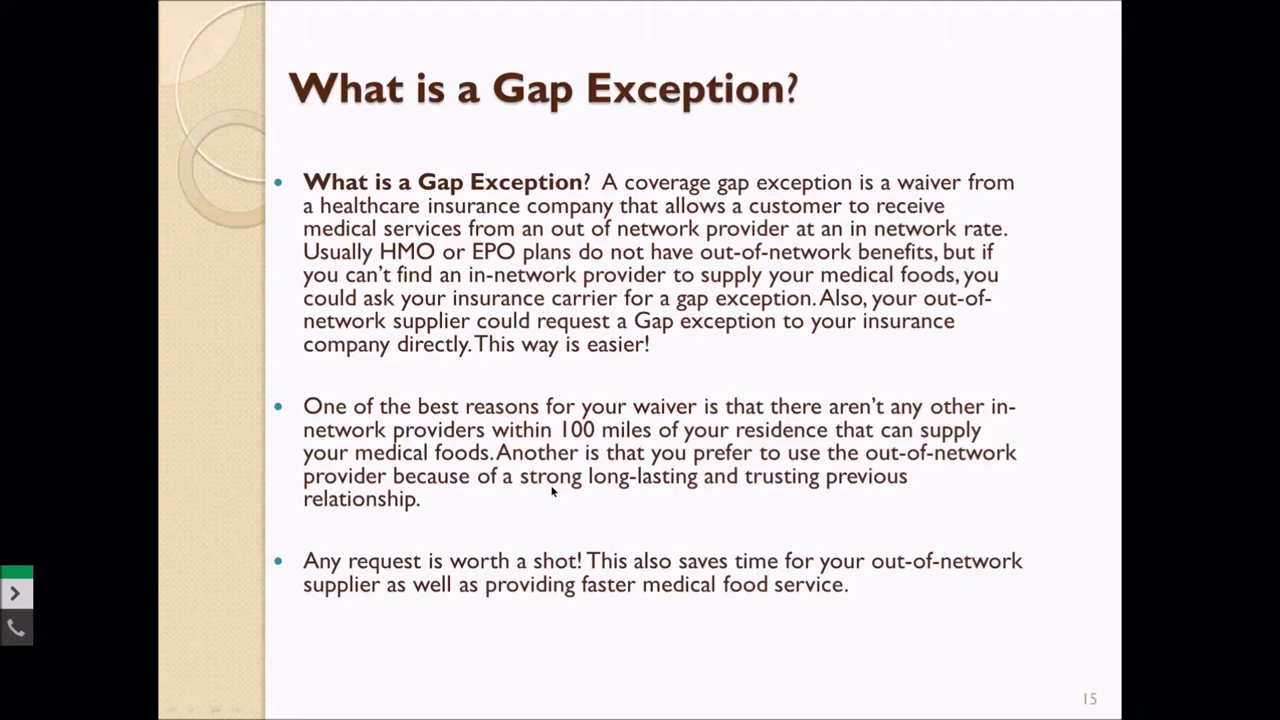 What is a Gap Exception?
• What is a Gap Exception? A coverage gap exception is a waiver from
a healthcare insurance company that allows a customer to receive
medical services from an out of network provider at an in network rate.
Usually HMO or EPO plans do not have out-of-network benefits, but if
you can’t find an in-network provider to supply your medical foods, you
could ask your insurance carrier for a gap exception. Also, your out-of-
network supplier could request a Gap exception to your insurance
company directly. This way is easier!
• One of the best reasons for your waiver is that there aren’t any other in-
network providers within 100 miles of your residence that can supply
your medical foods. Another is that you prefer to use the out-of-network
provider because of a strong long-lasting and trusting previous
relationship.
• Any request is worth a shot! This also saves time for your out-of-network
supplier as well as providing faster medical food service.
15